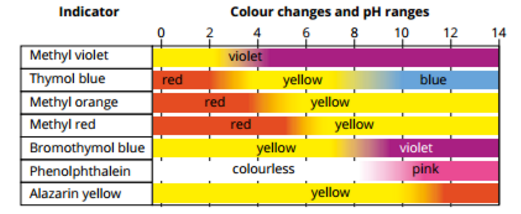 Indicator Colour changes and pH ranges
0 2 4 6 8 10 12 14
Methyl violet violet
Thymol blue red yellow blue
Methyl orange red yellow
Methyl red red yellow
Bromothymol blue yellow violet
Phenolphthalein colourless pink
Alazarin yellow yellow